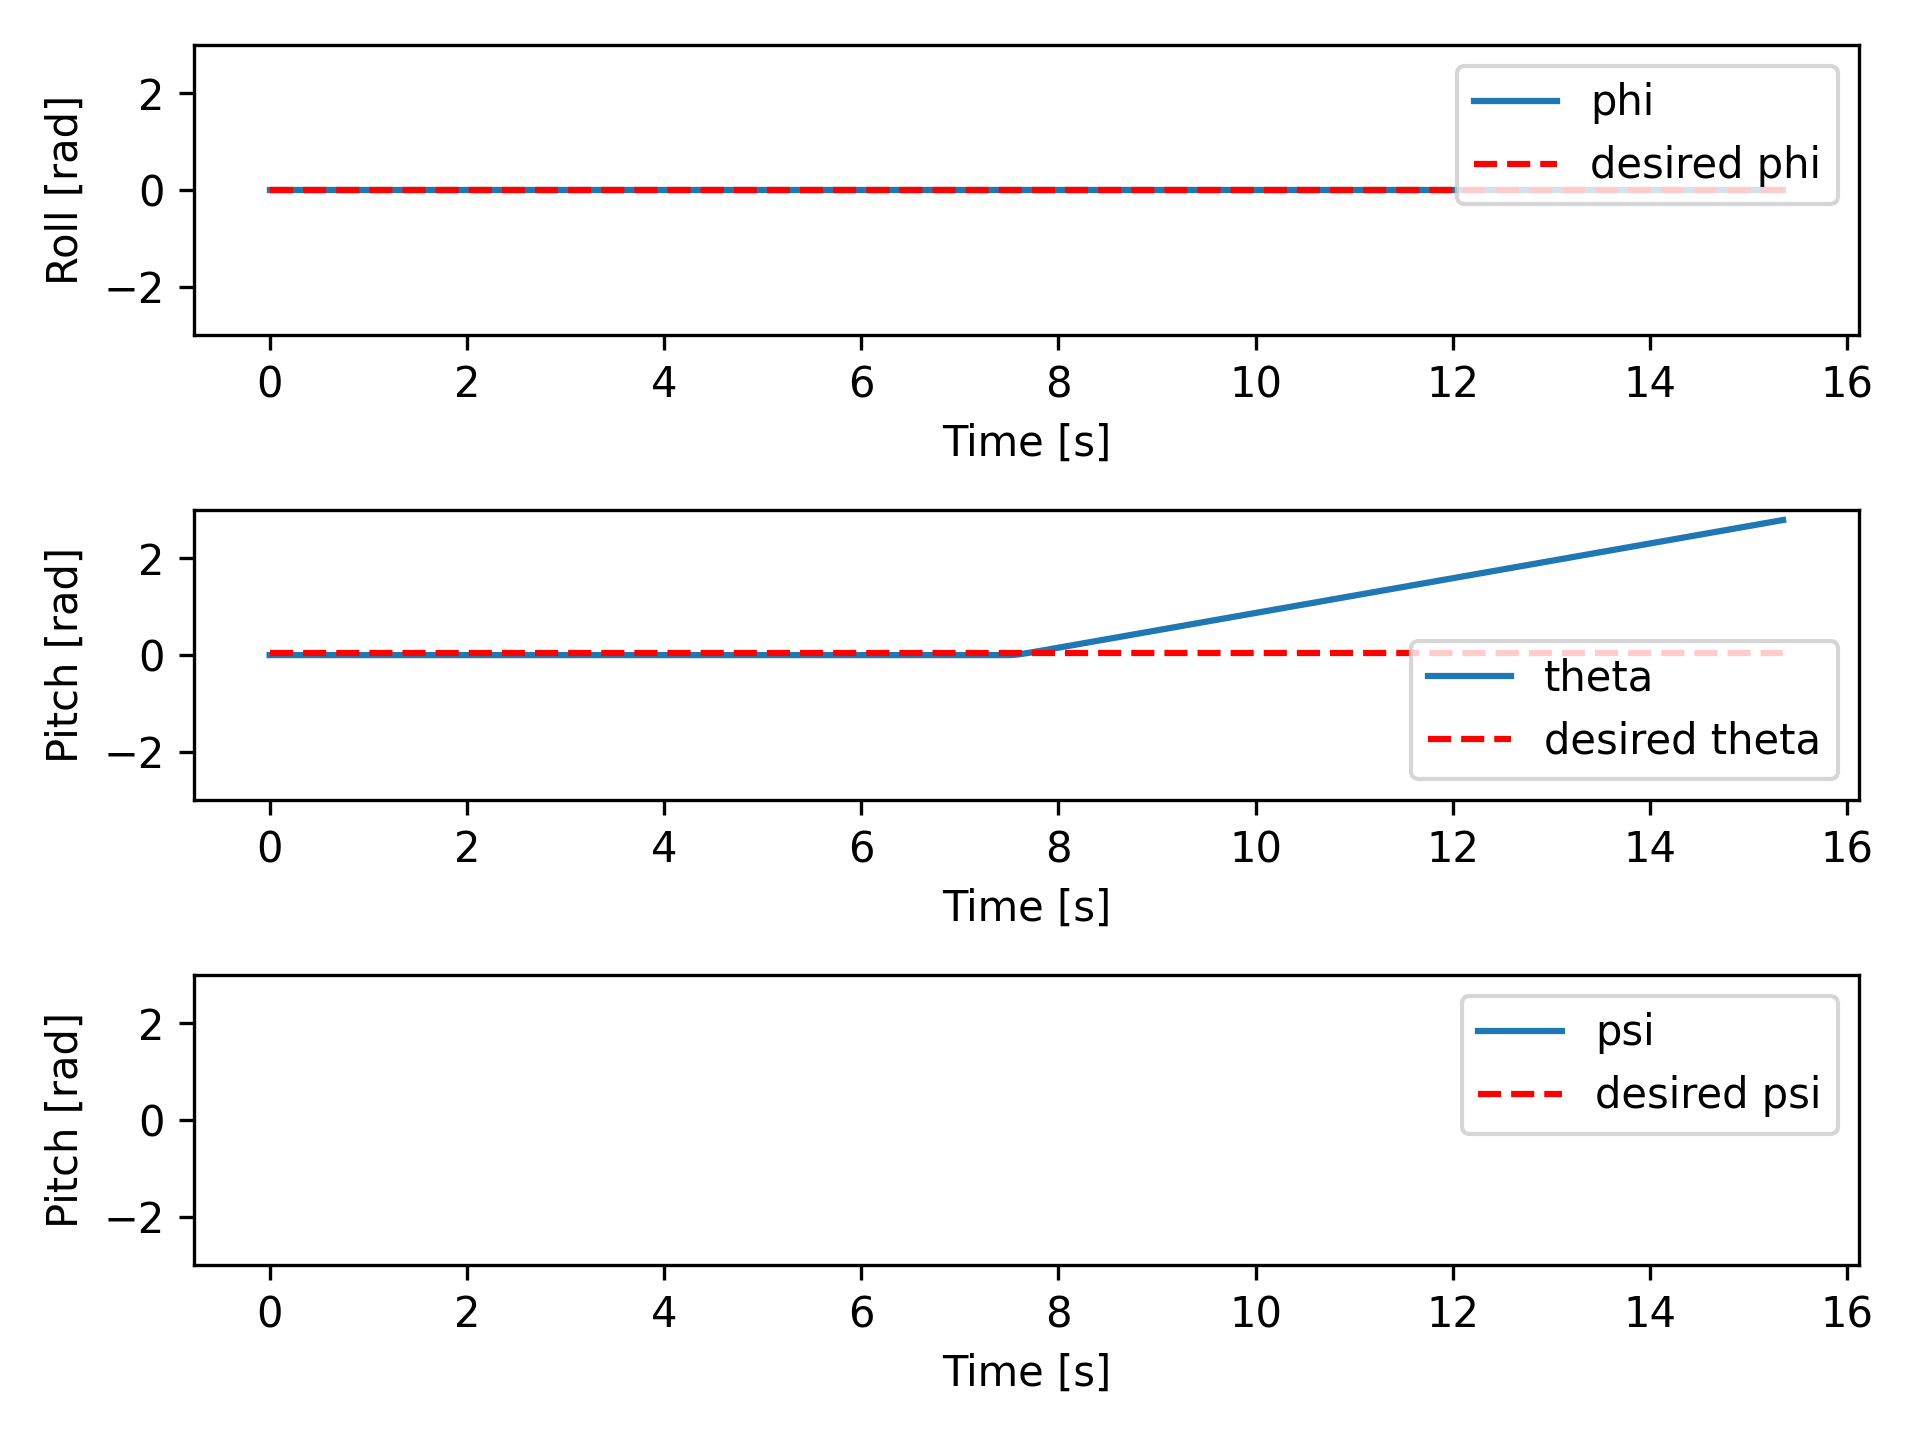 Roll [rad]
2
0
−2
phi
desired phi
0 2 4 6 8 10 12 14 16
Time [s]
Pitch [rad]
2
0
−2
theta
desired theta
0 2 4 6 8 10 12 14 16
Time [s]
Pitch [rad]
2
0
−2
psi
desired psi
0 2 4 6 8 10 12 14 16
Time [s]